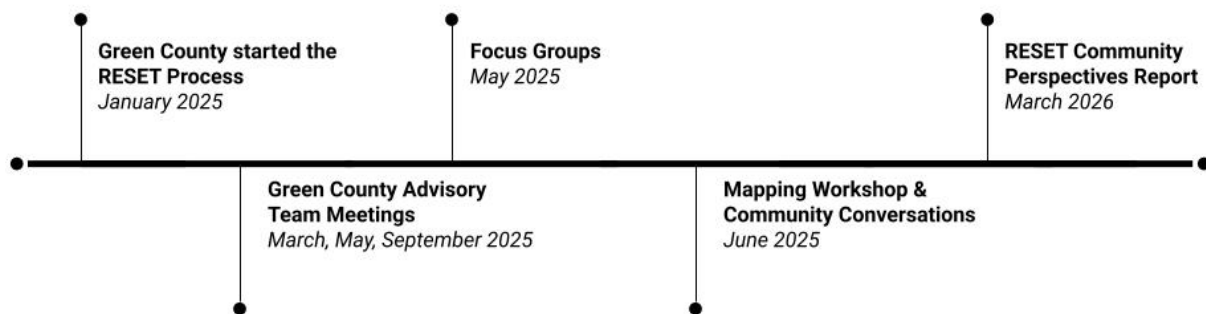 Green County started the
RESET Process
January 2025
Focus Groups
May 2025
RESET Community
Perspectives Report
March 2026
Green County Advisory
Team Meetings
March, May, September 2025
Mapping Workshop &
Community Conversations
June 2025